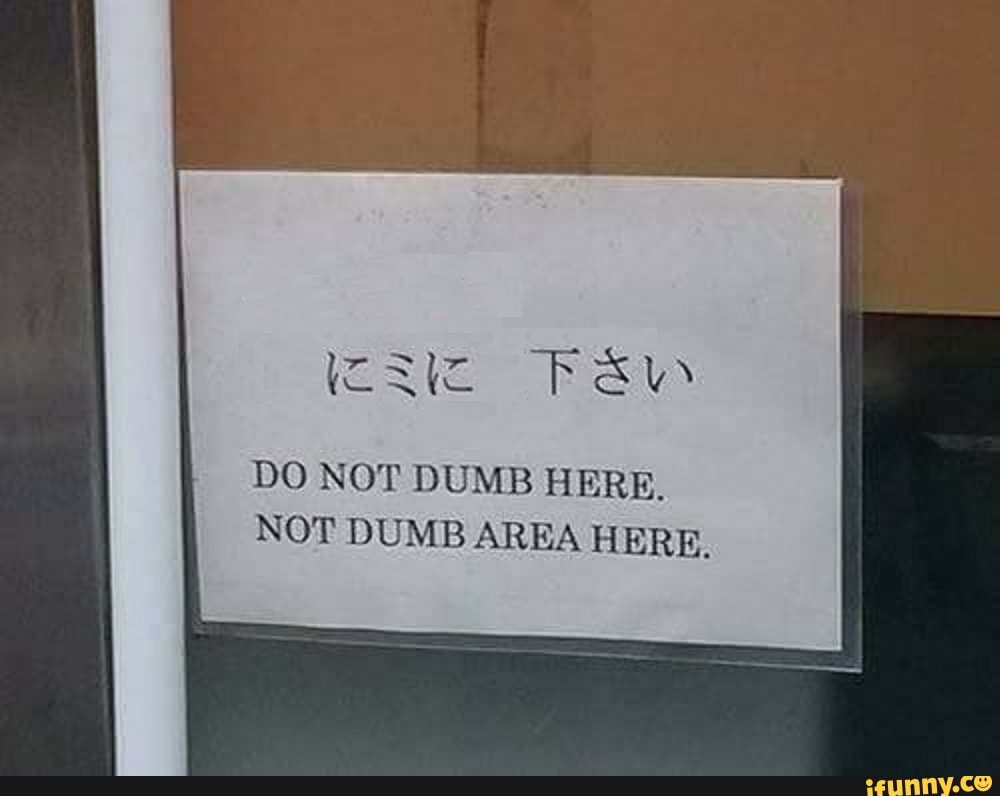 にミに 下さい
DO NOT DUMB HERE.
NOT DUMB AREA HERE.
ifunny.co